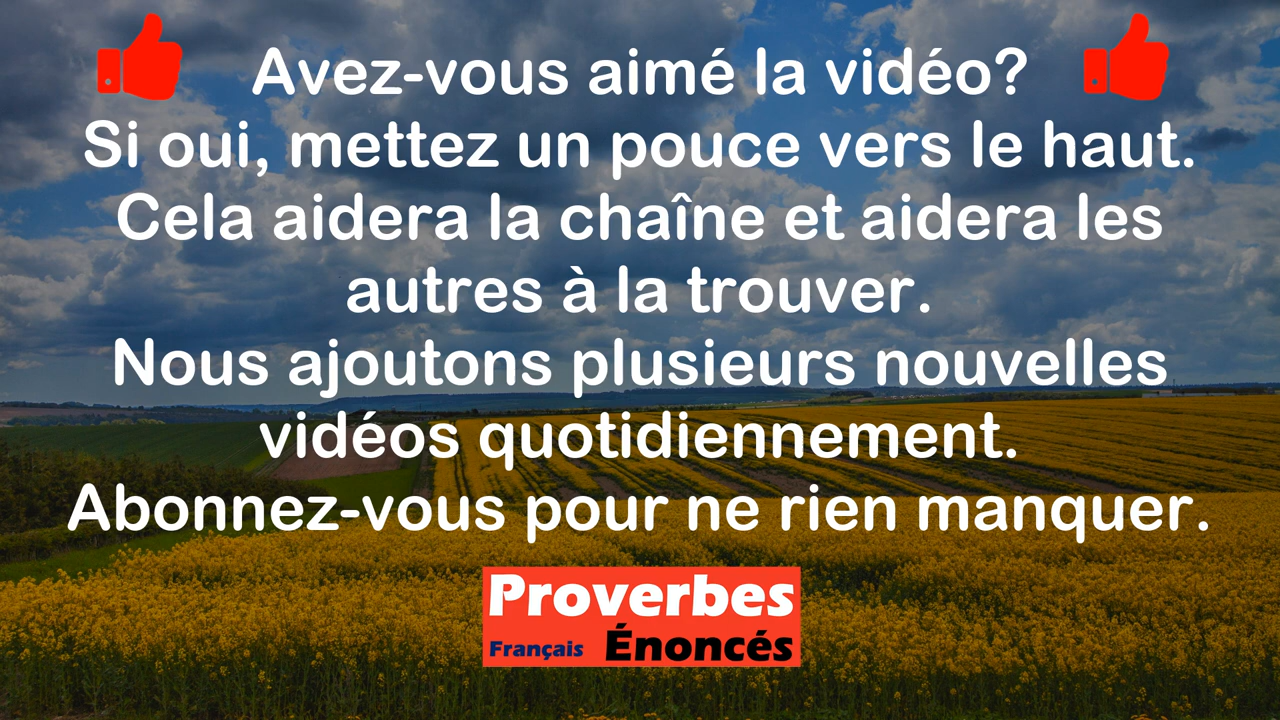 Avez-vous aimé la vidéo?
Si oui, mettez un pouce vers le haut.
Cela aidera la chaîne et aidera les
autres à la trouver.
Nous ajoutons plusieurs nouvelles
vidéos quotidiennement.
Abonnez-vous pour ne rien manquer.
Proverbes
Français Énoncés